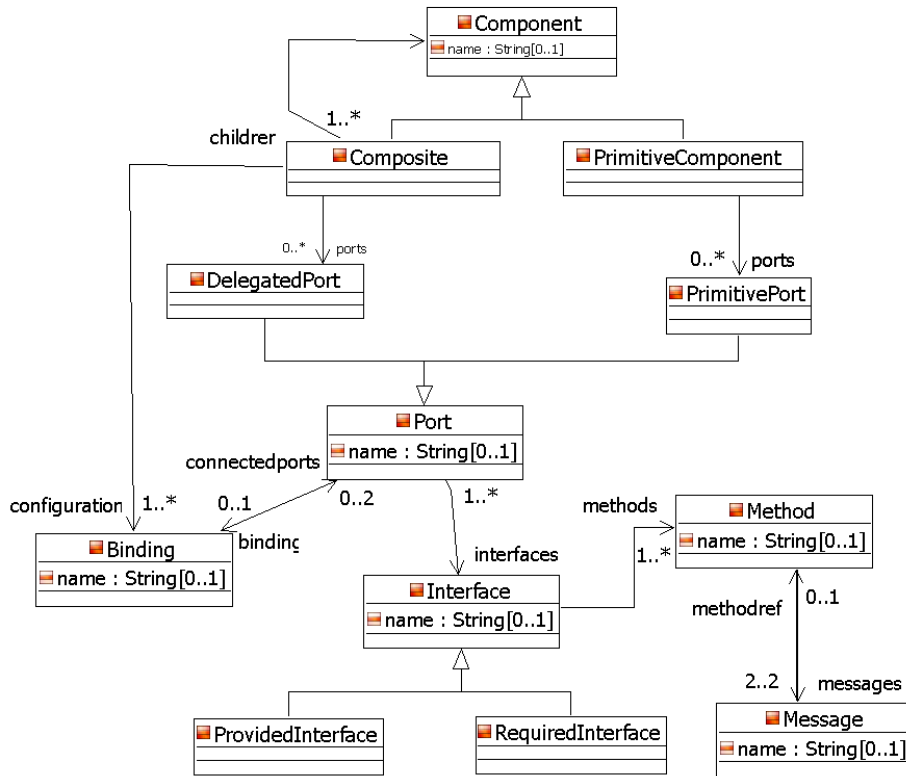 Component
name : String[0..1]
1..*
childrer
Composite
PrimitiveComponent
0..* ports
0..* ports
DelegatedPort
PrimitivePort
Port
name : String[0..1]
connectedports
configuration 1..*
0..1
0..2
1..*
methods
Method
name : String[0..1]
Binding
name : String[0..1]
binding
interfaces
1..*
Interface
name : String[0..1]
methodref
0..1
2..2 messages
ProvidedInterface
RequiredInterface
Message
name : String[0..1]